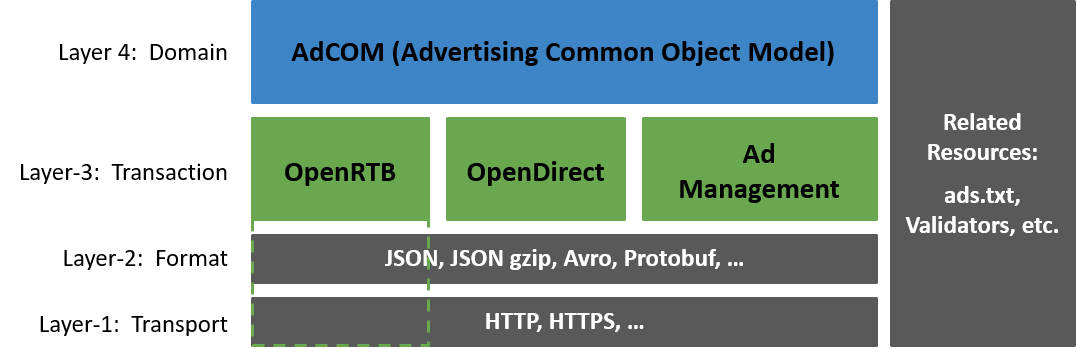 Layer 4: Domain
AdCOM (Advertising Common Object Model)
Layer-3: Transaction
OpenRTB
OpenDirect
Ad
Management
Layer-2: Format
JSON, JSON gzip, Avro, Protobuf, ...
Layer-1: Transport
HTTP, HTTPS, ...
Related
Resources:
ads.txt,
Validators, etc.